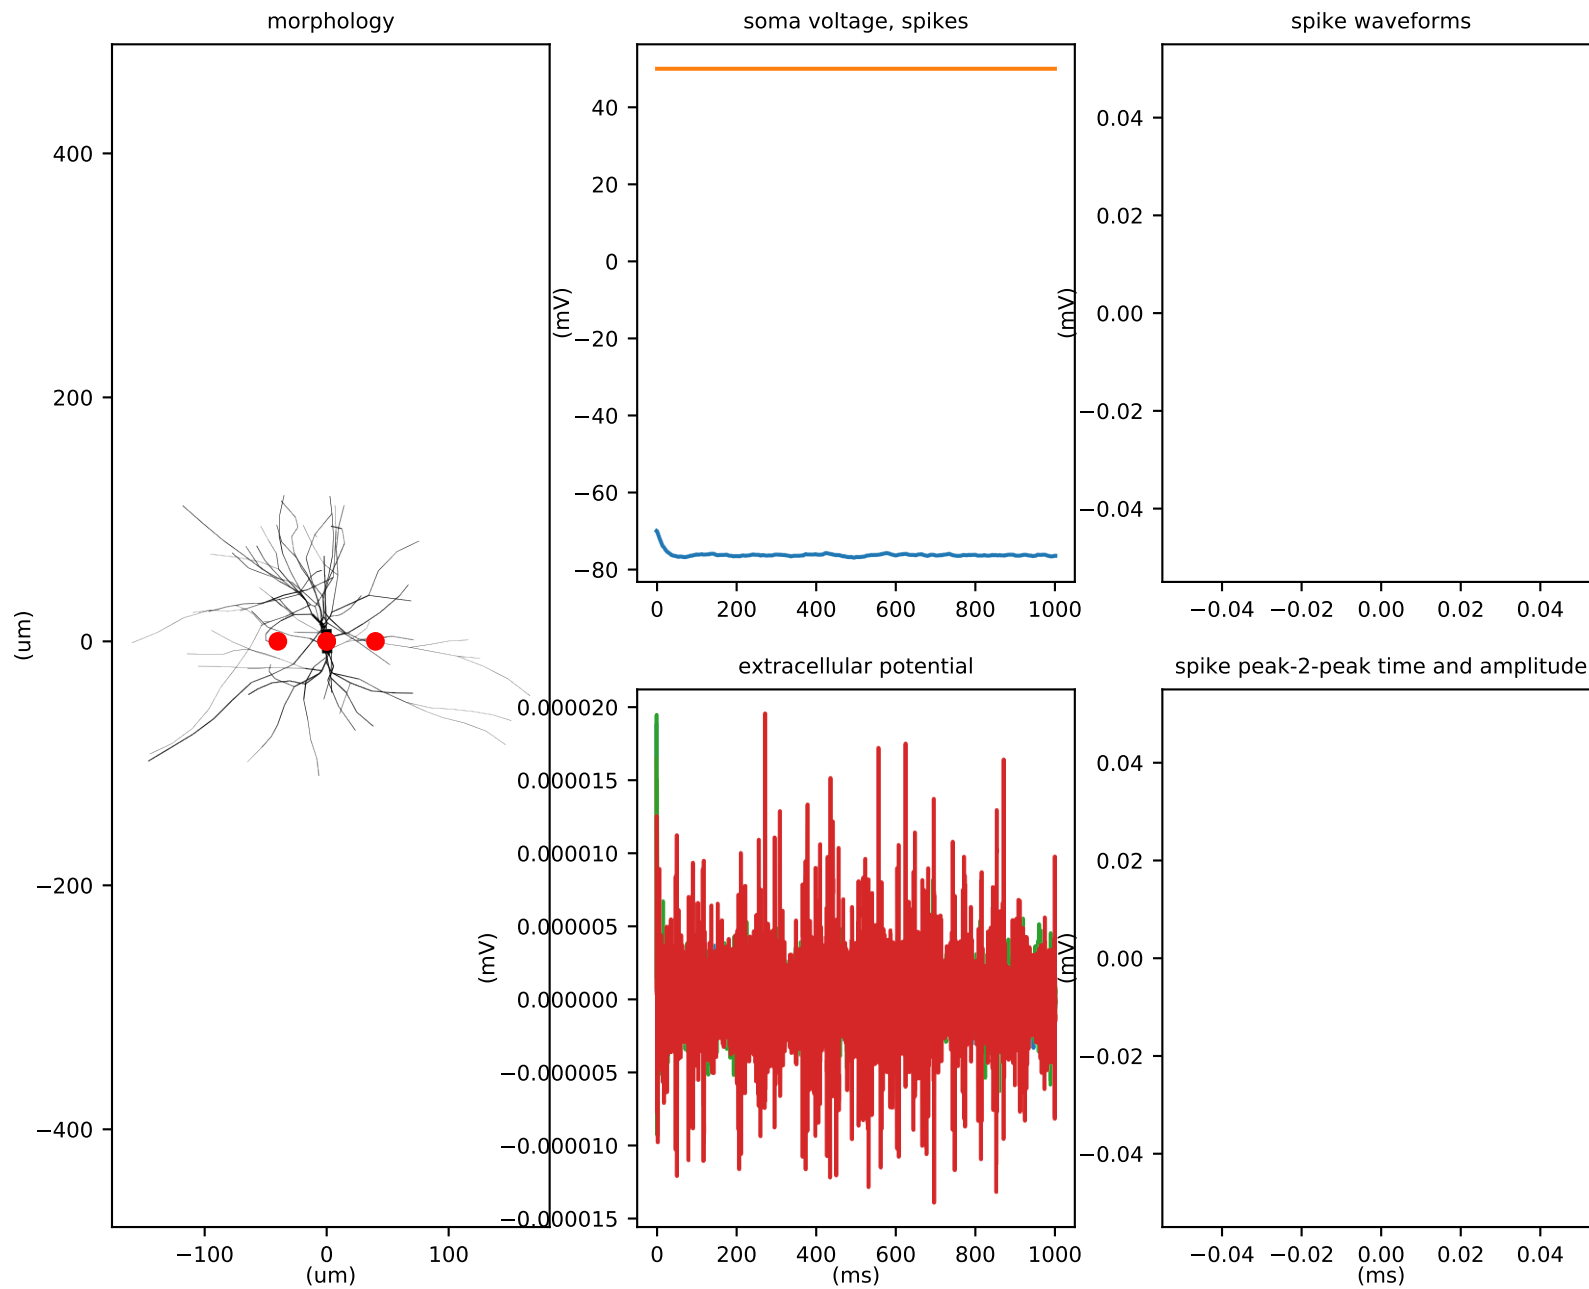 morphology
400
200
0
−200
−400
(um)
−100 0 100
(um)
soma voltage, spikes
40
20
0
−20
−40
−60
−80
(mV)
0 200 400 600 800 1000
spike waveforms
0.04
0.02
0.00
−0.02
−0.04
(mV)
−0.04 −0.02 0.00 0.02 0.04
extracellular potential
0.000020
0.000015
0.000010
0.000005
0.000000
−0.000005
−0.000010
−0.000015
(mV)
0 200 400 600 800 1000
(ms)
spike peak-2-peak time and amplitude
0.04
0.02
0.00
−0.02
−0.04
(mV)
−0.04 −0.02 0.00 0.02 0.04
(ms)